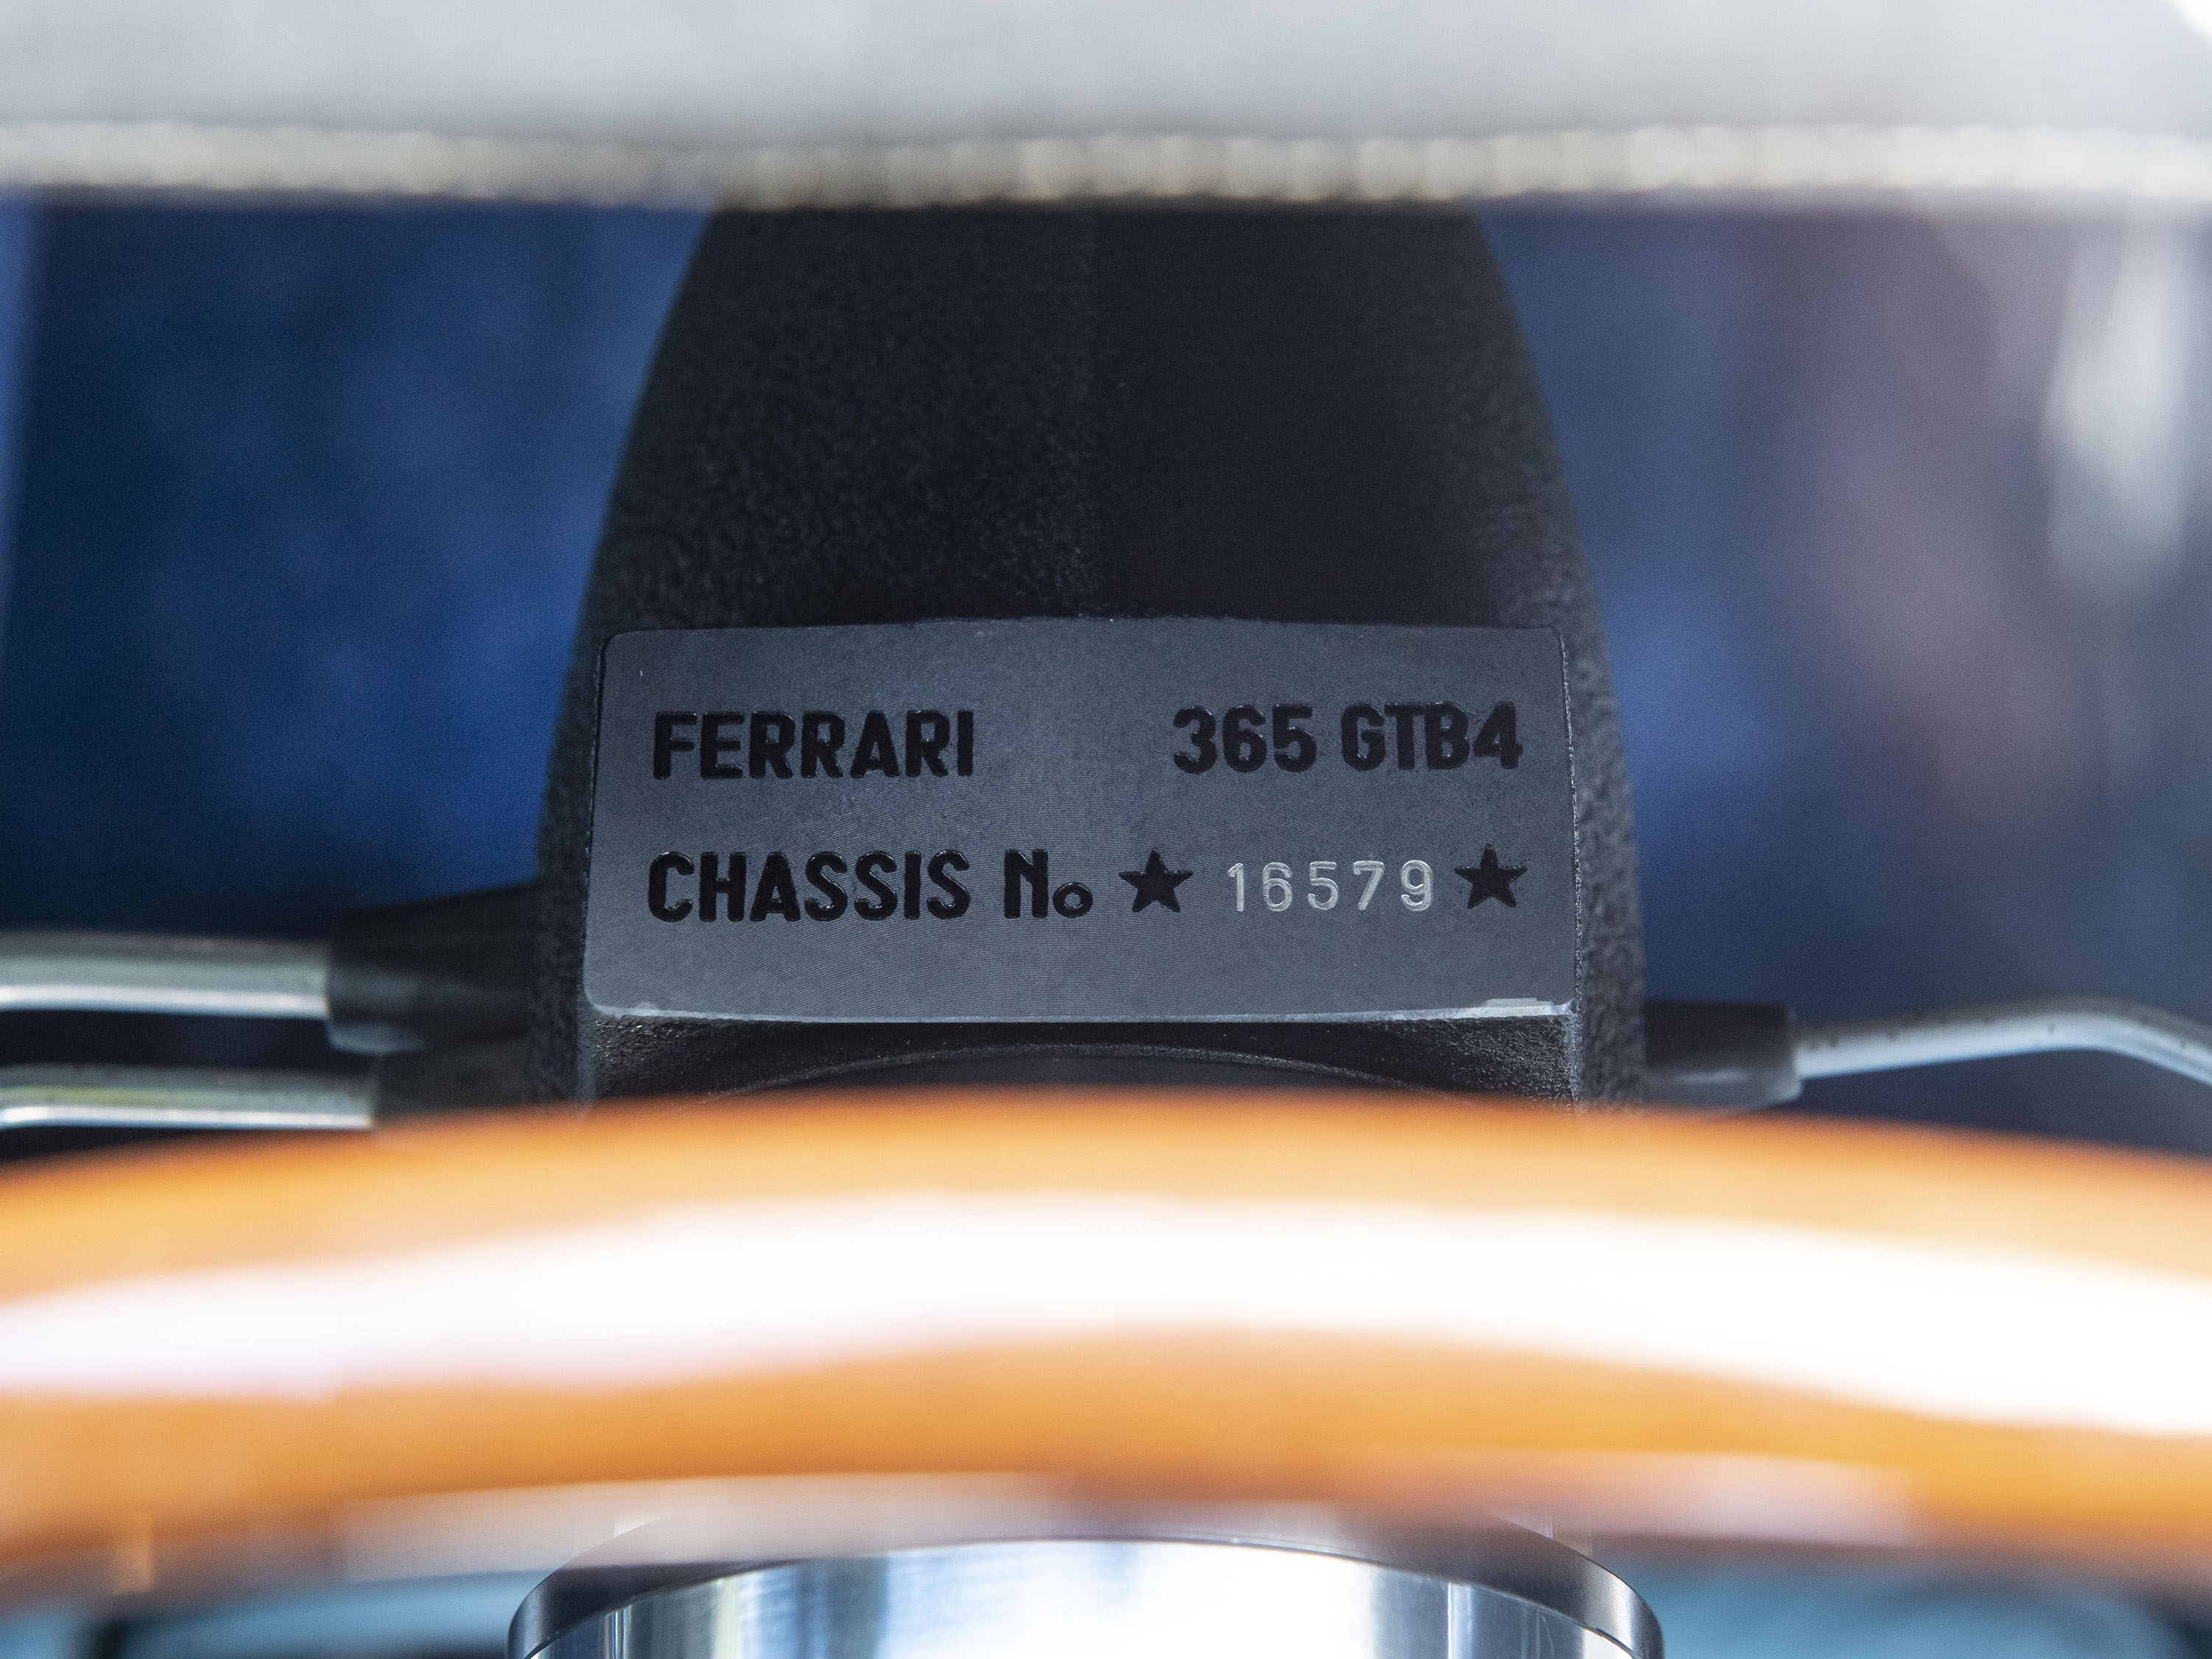 FERRARI 365 GTB4
CHASSIS No ★ 16579 ★